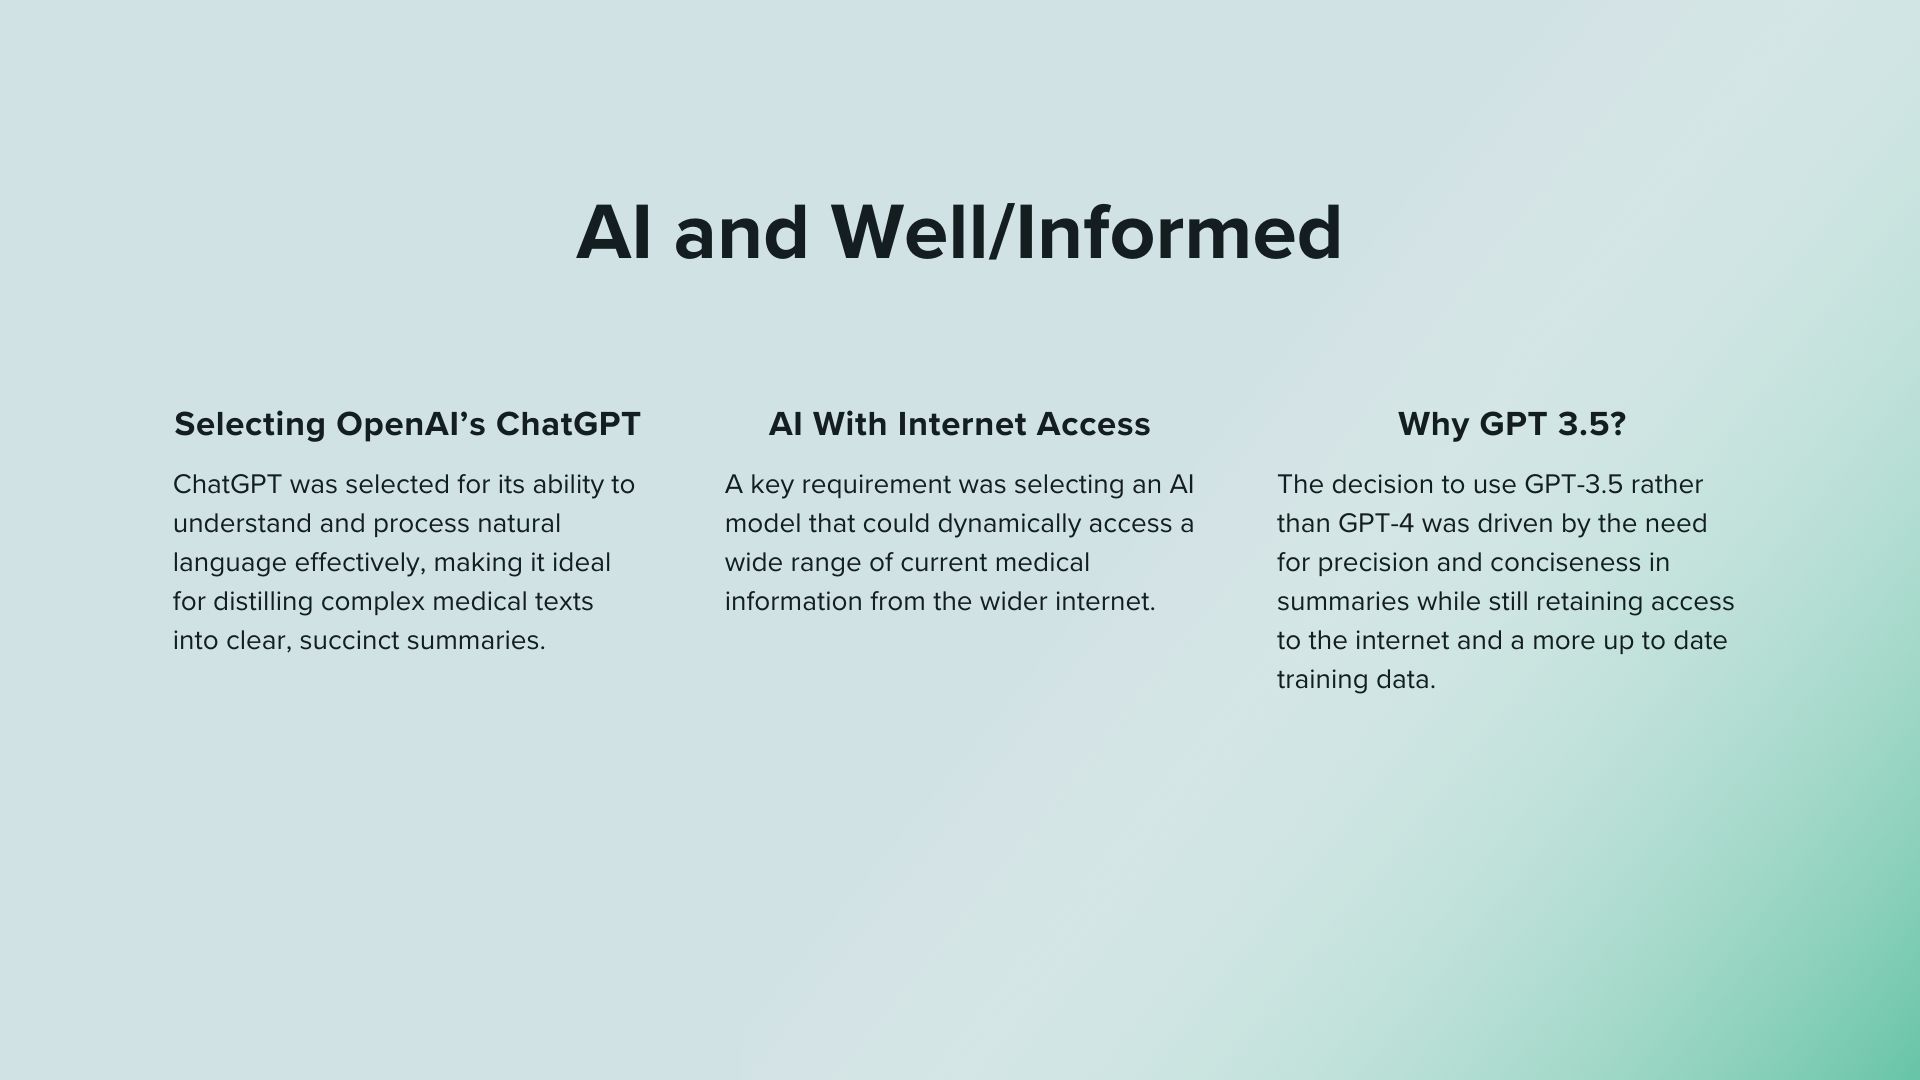 AI and Well/Informed
Selecting OpenAI’s ChatGPT
ChatGPT was selected for its ability to
understand and process natural
language effectively, making it ideal
for distilling complex medical texts
into clear, succinct summaries.
AI With Internet Access
A key requirement was selecting an AI
model that could dynamically access a
wide range of current medical
information from the wider internet.
Why GPT 3.5?
The decision to use GPT-3.5 rather
than GPT-4 was driven by the need
for precision and conciseness in
summaries while still retaining access
to the internet and a more up to date
training data.